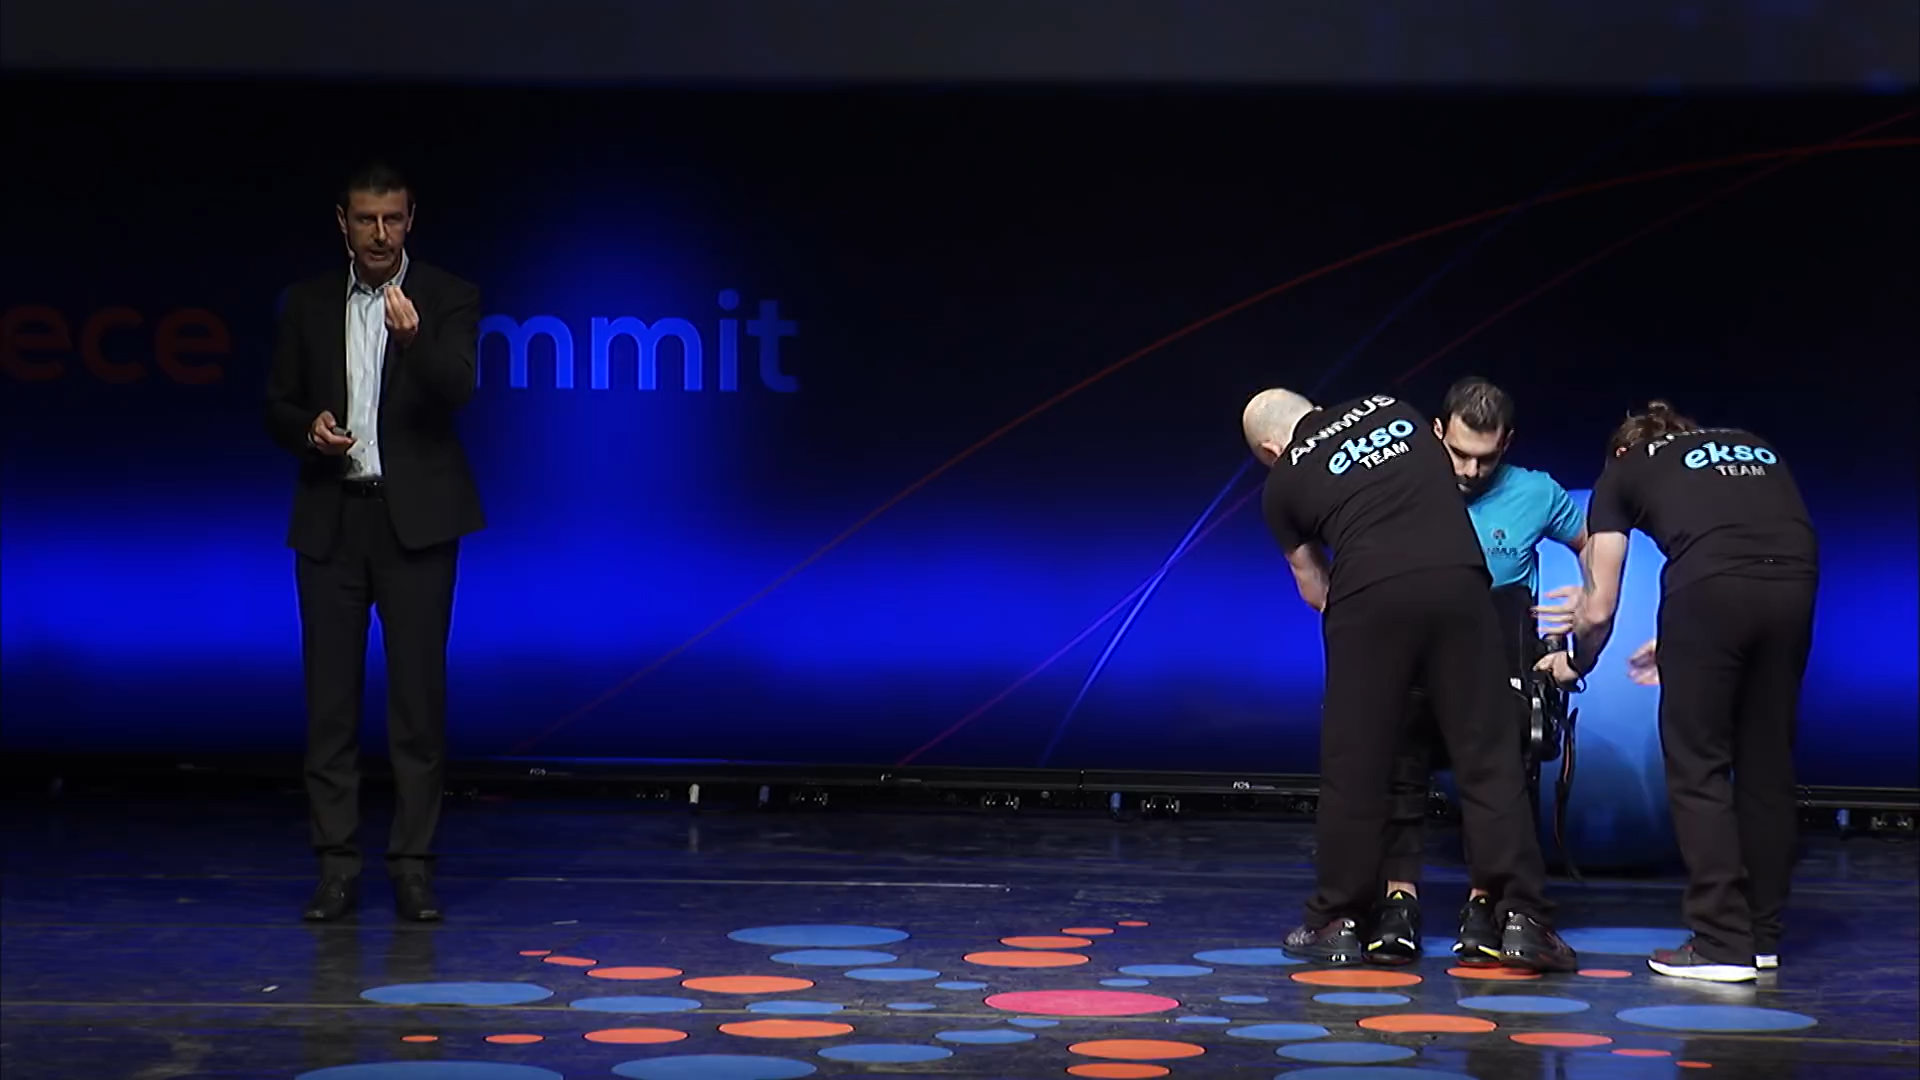 ece
mmit
ANIMUS
ekso
TEAM
ekso
TEAM